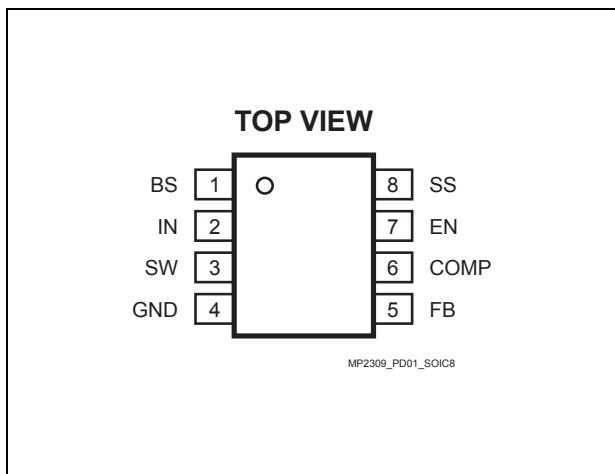 TOP VIEW
BS 1 8 SS
IN 2 7 EN
SW 3 6 COMP
GND 4 5 FB
MP2309_PD01_SOIC8